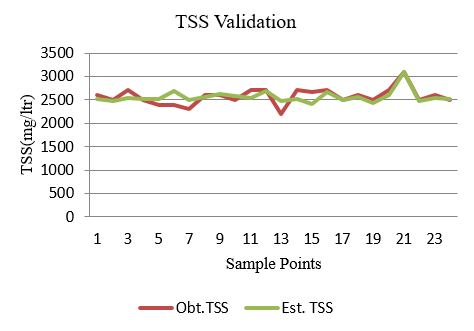 TSS Validation
3500
3000
2500
2000
1500
1000
500
0
TSS(mg/ltr)
1 3 5 7 9 11 13 15 17 19 21 23
Sample Points
Obt.TSS Est. TSS